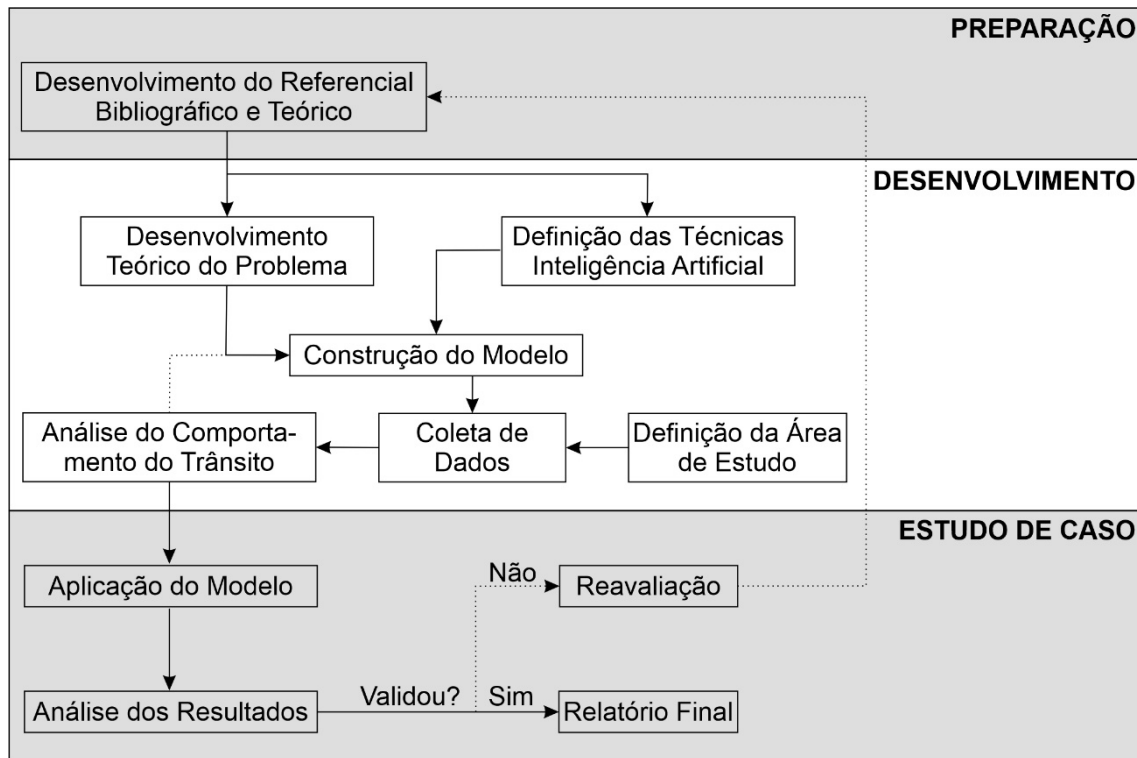 PREPARAÇÃO
Desenvolvimento do Referencial
Bibliográfico e Teórico
DESENVOLVIMENTO
Desenvolvimento
Teórico do Problema
Definição das Técnicas
Inteligência Artificial
Construção do Modelo
Análise do Comporta-
mento do Trânsito
Coleta de
Dados
Definição da Área
de Estudo
ESTUDO DE CASO
Aplicação do Modelo
Não
Reavaliação
Análise dos Resultados
Validou?
Sim
Relatório Final